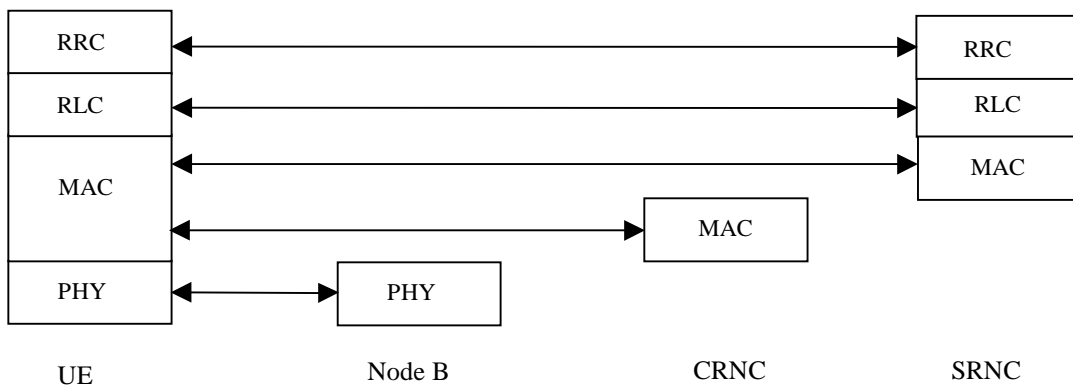 RRC RRC
RLC RLC
MAC MAC
MAC
PHY PHY
UE Node B CRNC SRNC